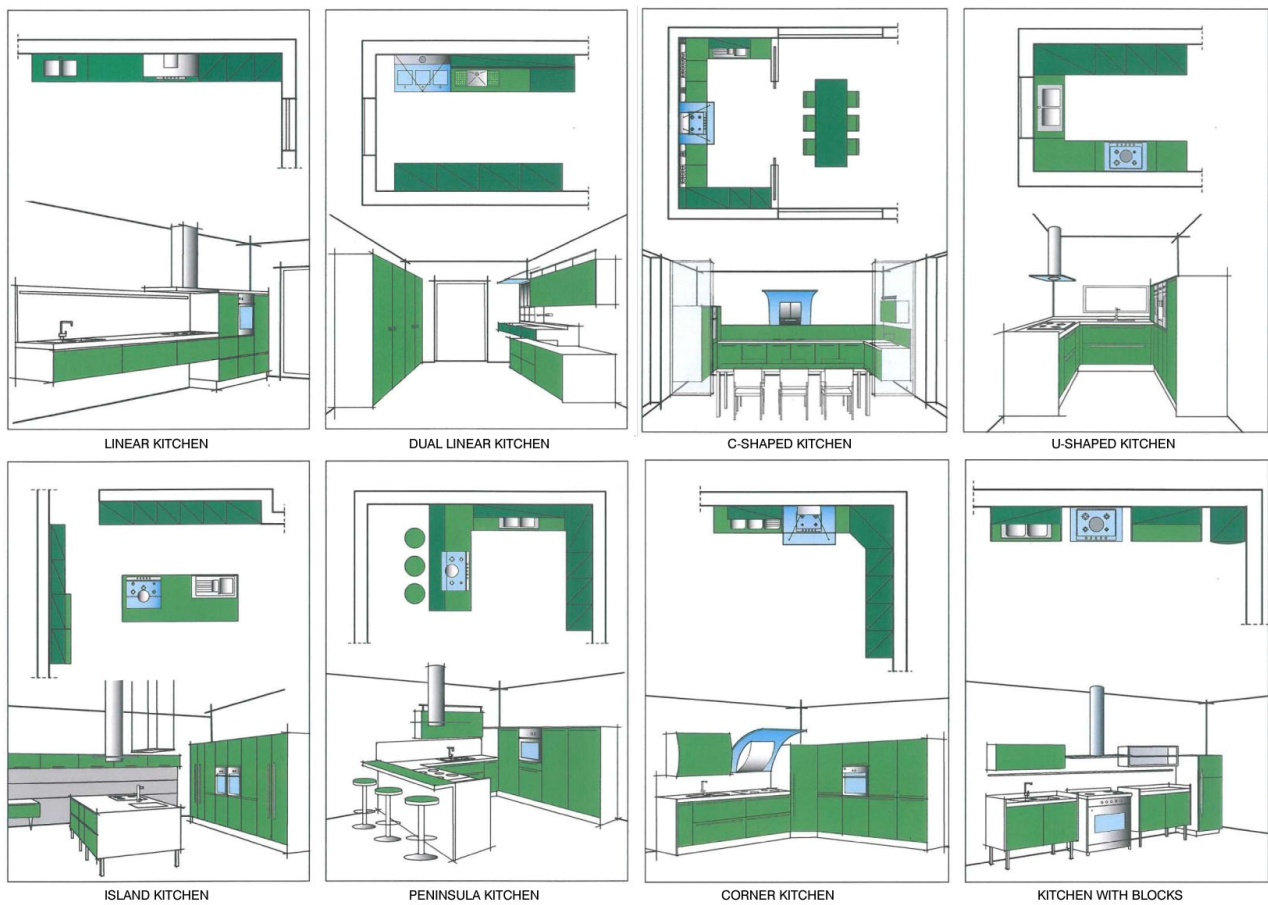 LINEAR KITCHEN
DUAL LINEAR KITCHEN
C-SHAPED KITCHEN
U-SHAPED KITCHEN
ISLAND KITCHEN
PENINSULA KITCHEN
CORNER KITCHEN
KITCHEN WITH BLOCKS